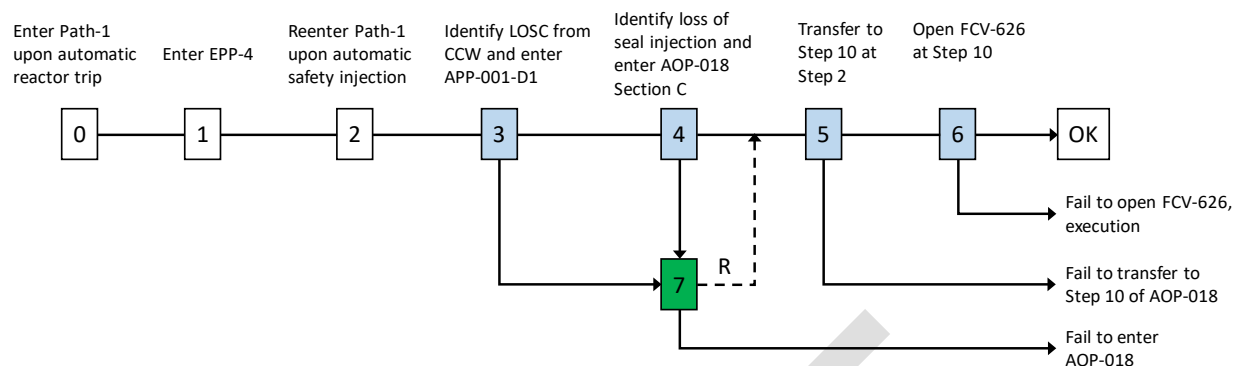 Enter Path-1
upon automatic
reactor trip
Enter EPP-4
Reenter Path-1
upon automatic
safety injection
Identify LOSC from
CCW and enter
APP-001-D1
Identify loss of
seal injection and
enter AOP-018
Section C
Transfer to
Step 10 at
Step 2
Open FCV-626
at Step 10
0
1
2
3
4
5
6
OK
Fail to open FCV-626,
execution
7
R
Fail to transfer to
Step 10 of AOP-018
Fail to enter
AOP-018